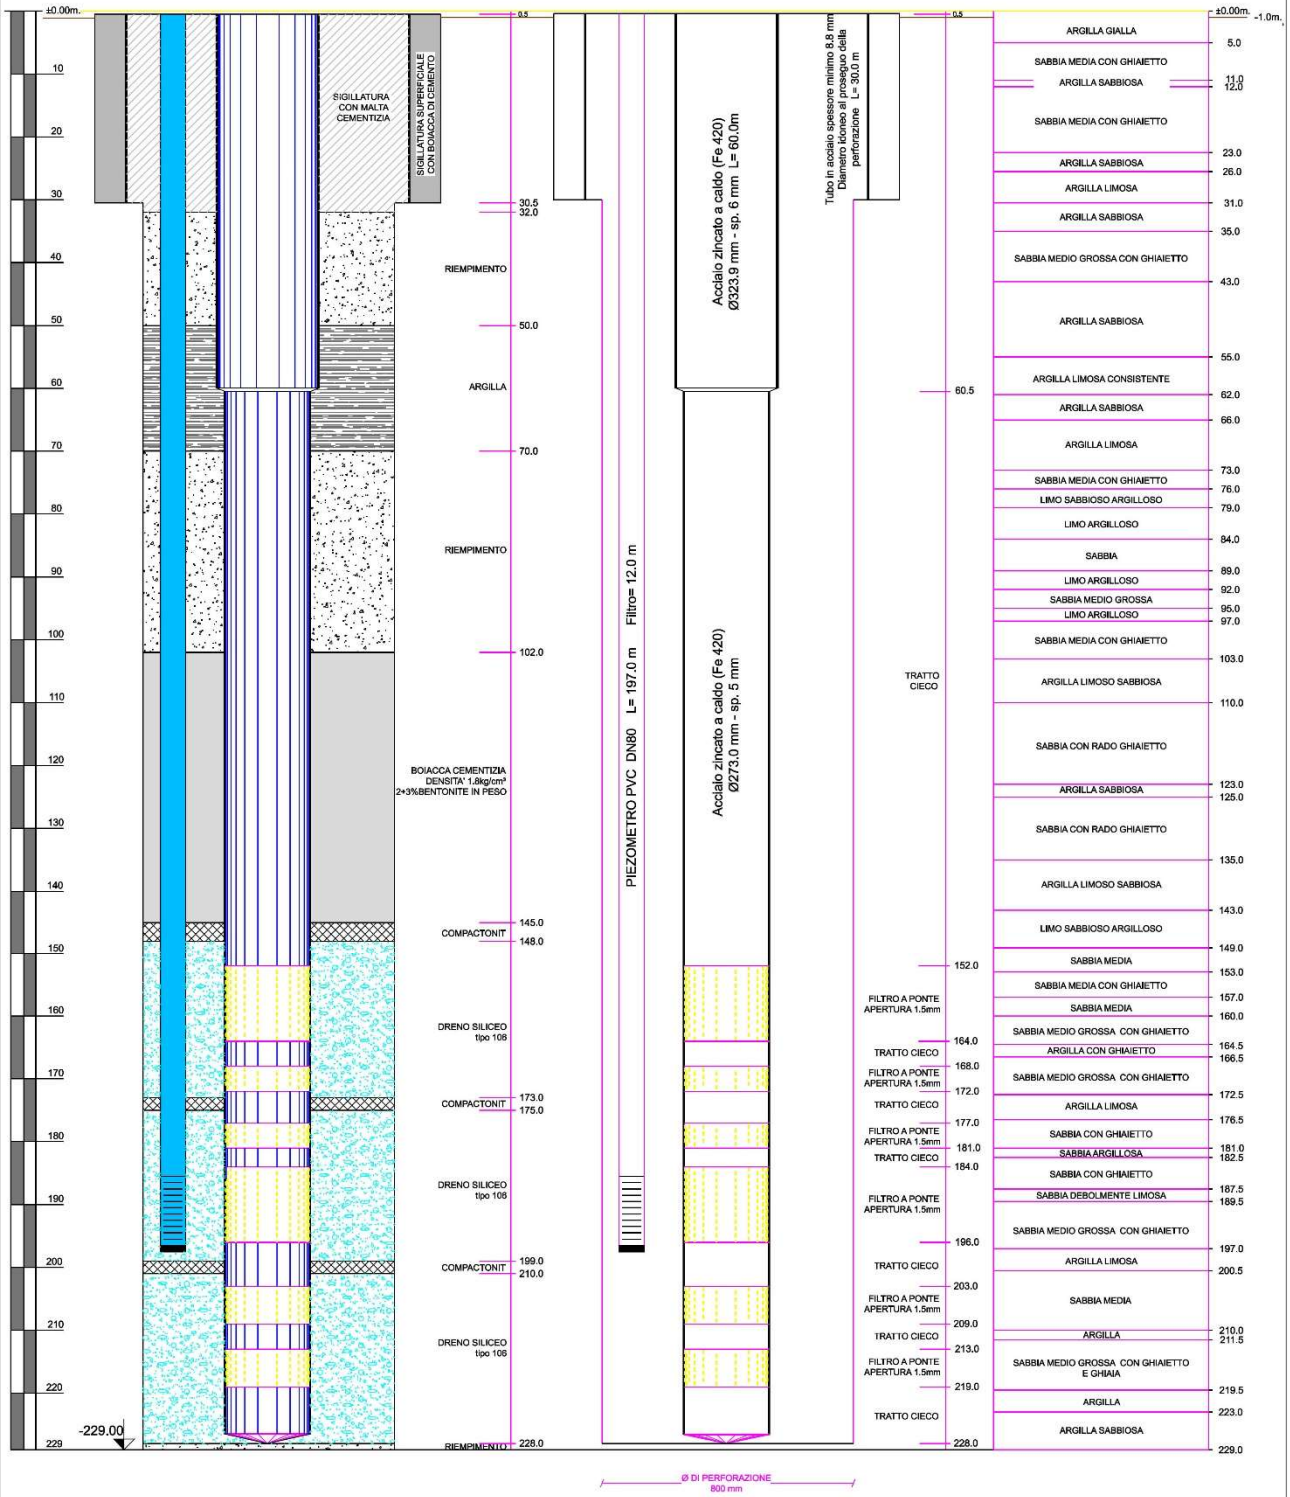 ±0.00m.
10
20
30
40
50
60
70
80
90
100
110
120
130
140
150
160
170
180
190
200
210
220
229
-229.00
SIGILLATURA
CON MALTA
CEMENTIZIA
SIGILLATURA SUPERFICIALE
CON BOIACCA DI CEMENTO
RIEMPIMENTO
ARGILLA
RIEMPIMENTO
BOIACCA CEMENTIZIA
DENSITA' 1.8kg/cm³
2÷3%BENTONITE IN PESO
COMPACTONIT
DRENO SILICEO
tipo 108
COMPACTONIT
DRENO SILICEO
tipo 108
COMPACTONIT
DRENO SILICEO
tipo 108
RIEMPIMENTO
0.5
30.5
32.0
50.0
70.0
102.0
145.0
148.0
173.0
175.0
199.0
210.0
228.0
PIEZOMETRO PVC DN80 L= 197.0 m Filtro= 12.0 m
Acciaio zincato a caldo (Fe 420)
Ø323.9 mm - sp. 6 mm L= 60.0m
Acciaio zincato a caldo (Fe 420)
Ø273.0 mm - sp. 5 mm
Tubo in acciaio spessore minimo 8.8 mm
Diametro idoneo al proseguo della
perforazione L= 30.0 m
TRATTO
CIECO
FILTRO A PONTE
APERTURA 1.5mm
TRATTO CIECO
FILTRO A PONTE
APERTURA 1.5mm
TRATTO CIECO
FILTRO A PONTE
APERTURA 1.5mm
TRATTO CIECO
FILTRO A PONTE
APERTURA 1.5mm
TRATTO CIECO
FILTRO A PONTE
APERTURA 1.5mm
TRATTO CIECO
FILTRO A PONTE
APERTURA 1.5mm
TRATTO CIECO
0.5
60.5
152.0
164.0
168.0
172.0
177.0
181.0
184.0
196.0
203.0
209.0
213.0
219.0
228.0
Ø DI PERFORAZIONE
800 mm
ARGILLA GIALLA
SABBIA MEDIA CON GHIAIETTO
ARGILLA SABBIOSA
SABBIA MEDIA CON GHIAIETTO
ARGILLA SABBIOSA
ARGILLA LIMOSA
ARGILLA SABBIOSA
SABBIA MEDIO GROSSA CON GHIAIETTO
ARGILLA SABBIOSA
ARGILLA LIMOSA CONSISTENTE
ARGILLA SABBIOSA
ARGILLA LIMOSA
SABBIA MEDIA CON GHIAIETTO
LIMO SABBIOSO ARGILLOSO
LIMO ARGILLOSO
SABBIA
LIMO ARGILLOSO
SABBIA MEDIO GROSSA
LIMO ARGILLOSO
SABBIA MEDIA CON GHIAIETTO
ARGILLA LIMOSO SABBIOSA
SABBIA CON RADO GHIAIETTO
ARGILLA SABBIOSA
SABBIA CON RADO GHIAIETTO
ARGILLA LIMOSO SABBIOSA
LIMO SABBIOSO ARGILLOSO
SABBIA MEDIA
SABBIA MEDIA CON GHIAIETTO
SABBIA MEDIA
SABBIA MEDIO GROSSA CON GHIAIETTO
ARGILLA CON GHIAIETTO
SABBIA MEDIO GROSSA CON GHIAIETTO
ARGILLA LIMOSA
SABBIA CON GHIAIETTO
SABBIA ARGILLOSA
SABBIA CON GHIAIETTO
SABBIA DEBOLMENTE LIMOSA
SABBIA MEDIO GROSSA CON GHIAIETTO
ARGILLA LIMOSA
SABBIA MEDIA
ARGILLA
SABBIA MEDIO GROSSA CON GHIAIETTO
E GHIAIA
ARGILLA
ARGILLA SABBIOSA
±0.00m.
-1.0m.
5.0
11.0
12.0
23.0
26.0
31.0
35.0
43.0
55.0
62.0
66.0
73.0
76.0
79.0
84.0
89.0
92.0
95.0
97.0
103.0
110.0
123.0
125.0
135.0
143.0
149.0
153.0
157.0
160.0
164.5
166.5
172.5
176.5
181.0
182.5
187.5
189.5
197.0
200.5
210.0
211.5
219.5
223.0
229.0